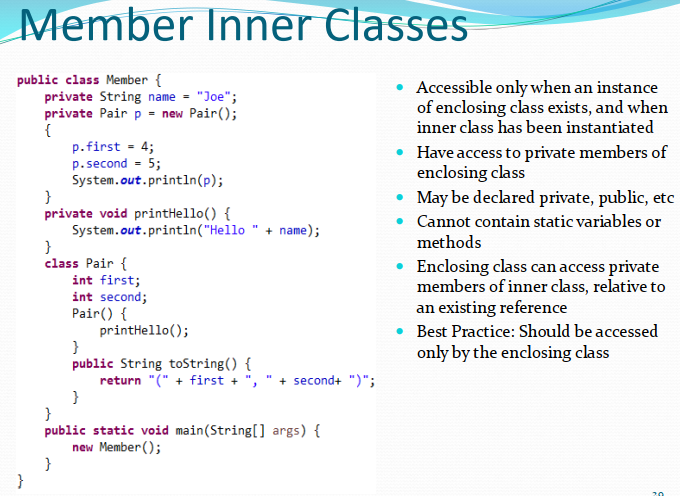 Member Inner Classes
public class Member {
private String name = "Joe";
private Pair p = new Pair();
{
p.first = 4;
p.second = 5;
System.out.println(p);
}
private void printHello() {
System.out.println("Hello " + name);
}
class Pair {
int first;
int second;
Pair() {
printHello();
}
public String toString() {
return "(" + first + ", " + second+ ")";
}
}
public static void main(String[] args) {
new Member();
}
}
• Accessible only when an instance
of enclosing class exists, and when
inner class has been instantiated
• Have access to private members of
enclosing class
• May be declared private, public, etc
• Cannot contain static variables or
methods
• Enclosing class can access private
members of inner class, relative to
an existing reference
• Best Practice: Should be accessed
only by the enclosing class